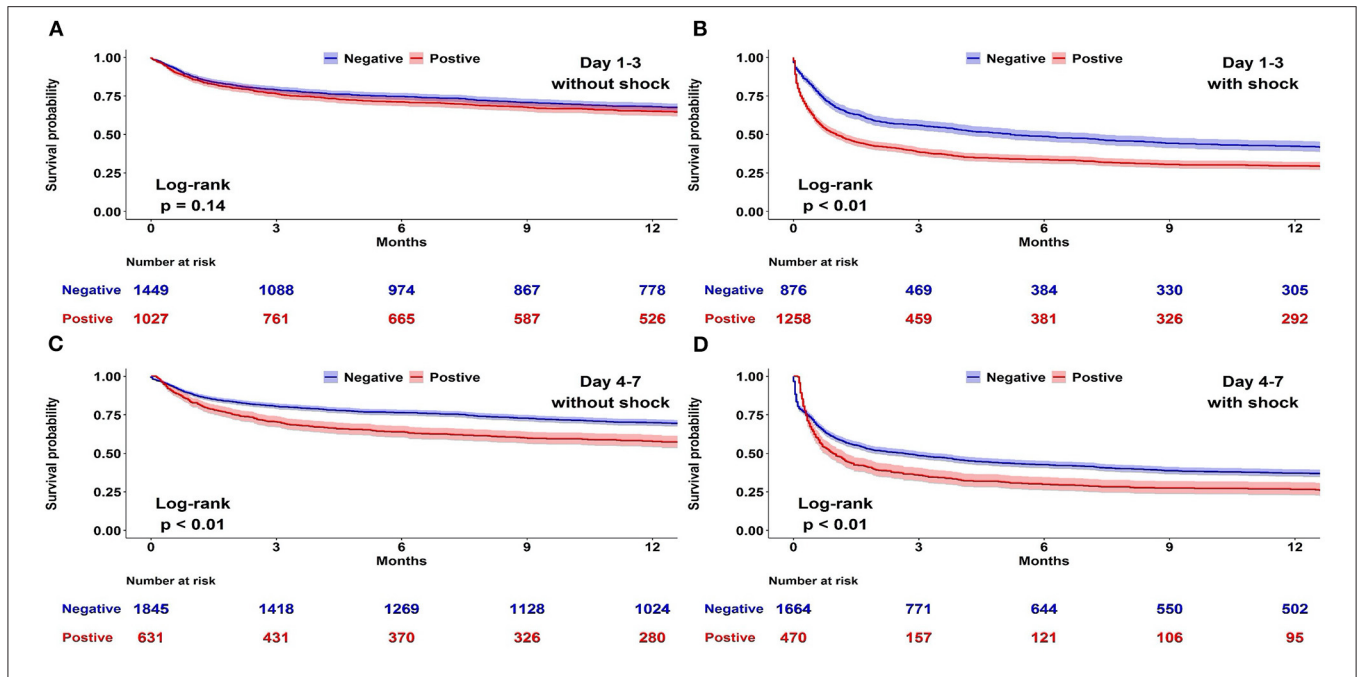 A
Negative Postive
Day 1-3
without shock
Survival probability
1.00
0.75
0.50
0.25
0.00
Log-rank
p = 0.14
0 3 6 9 12
Months
Number at risk
Negative 1449 1088 974 867 778
Postive 1027 761 665 587 526
B
Negative Postive
Day 1-3
with shock
Survival probability
1.00
0.75
0.50
0.25
0.00
Log-rank
p < 0.01
0 3 6 9 12
Months
Number at risk
Negative 876 469 384 330 305
Postive 1258 459 381 326 292
C
Negative Postive
Day 4-7
without shock
Survival probability
1.00
0.75
0.50
0.25
0.00
Log-rank
p < 0.01
0 3 6 9 12
Months
Number at risk
Negative 1845 1418 1269 1128 1024
Postive 631 431 370 326 280
D
Negative Postive
Day 4-7
with shock
Survival probability
1.00
0.75
0.50
0.25
0.00
Log-rank
p < 0.01
0 3 6 9 12
Months
Number at risk
Negative 1664 771 644 550 502
Postive 470 157 121 106 95